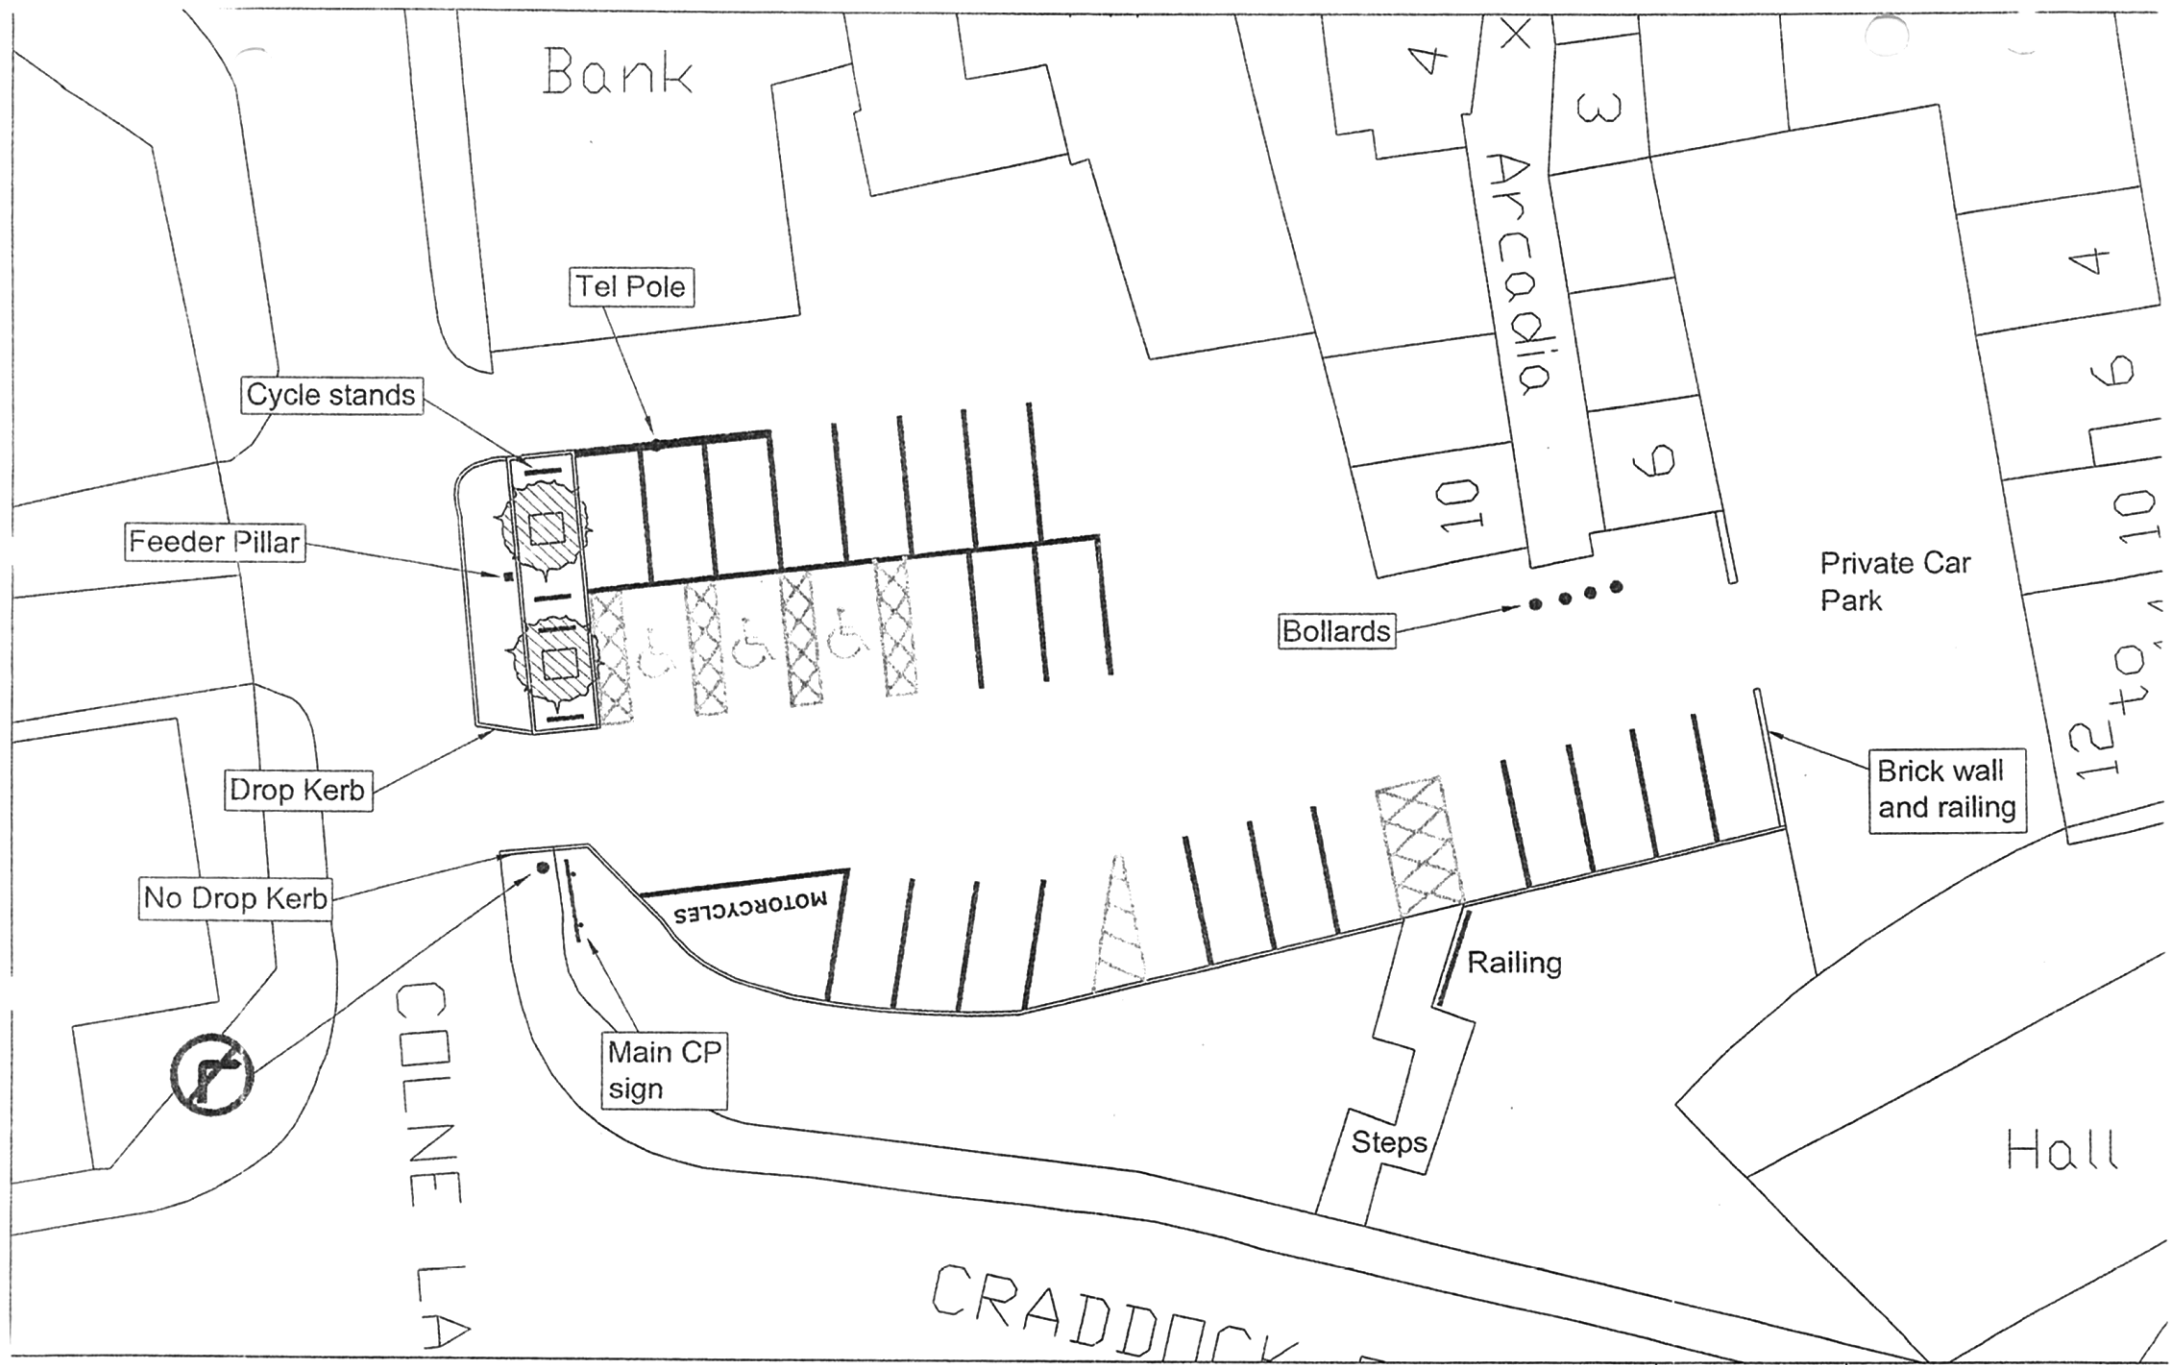 Bank
4
X
3
Arcadia
4
Tel Pole
6
Cycle stands
9
10
10
Feeder Pillar
Private Car
Park
Bollards
12 to
Drop Kerb
Brick wall
and railing
No Drop Kerb
MOTORCYCLES
Railing
COLNE LA
Main CP
sign
Steps
Hall
CRADDOCK